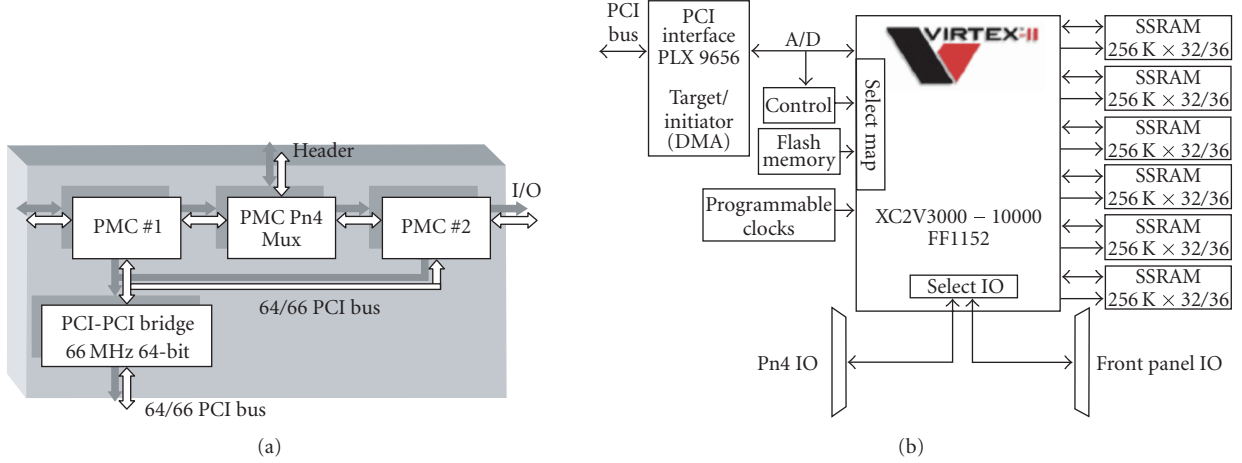 Header
I/O
PMC #1
PMC Pn4
Mux
PMC #2
64/66 PCI bus
PCI-PCI bridge
66 MHz 64-bit
64/66 PCI bus
(a)
PCI
bus
PCI
interface
PLX 9656
Target/
initiator
(DMA)
A/D
Control
Flash
memory
Programmable
clocks
Select map
VIRTEX-II
XC2V3000 – 10000
FF1152
Select IO
SSRAM
256 K × 32/36
SSRAM
256 K × 32/36
SSRAM
256 K × 32/36
SSRAM
256 K × 32/36
SSRAM
256 K × 32/36
SSRAM
256 K × 32/36
Pn4 IO
Front panel IO
(b)